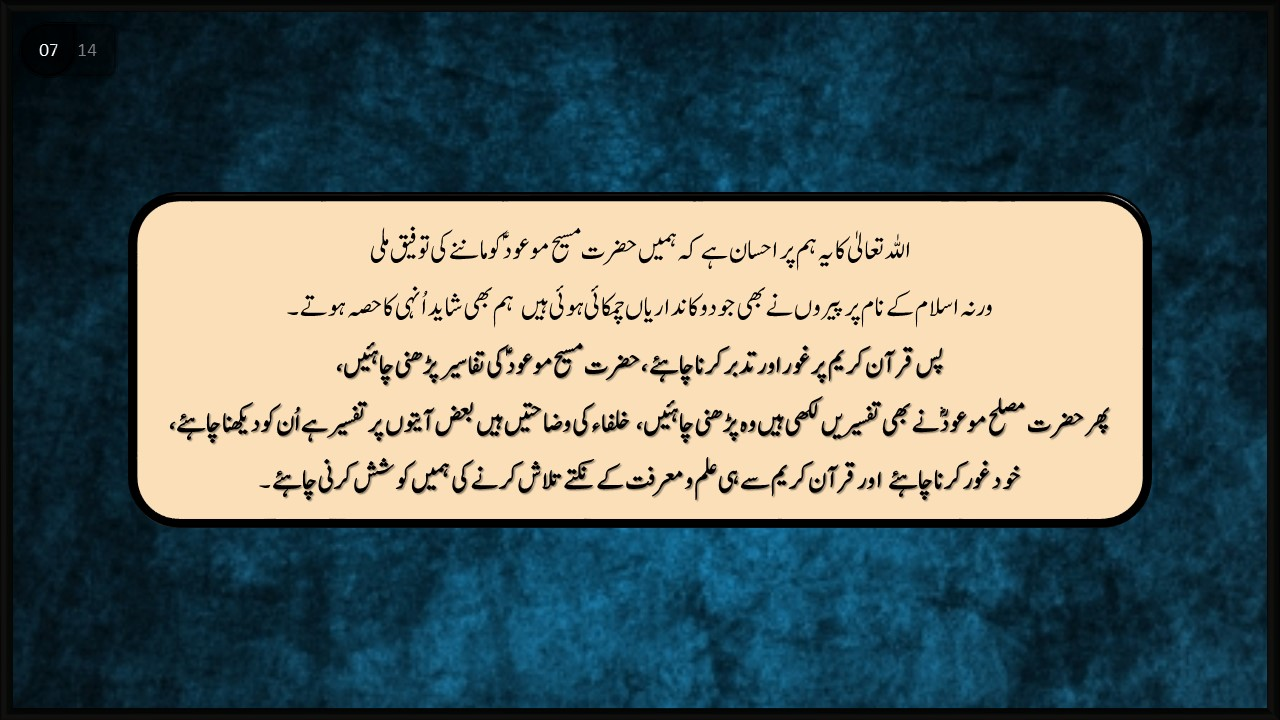 07 14
اللہ تعالیٰ کا یہ ہم پر احسان ہے کہ ہمیں حضرت مسیح موعودؑ کو ماننے کی توفیق ملی
ورنہ اسلام کے نام پر پیروں نے بھی جو دوکانداریاں چمکائی ہوئی ہیں ہم بھی شاید اُنہی کا حصہ ہوتے۔
پس قرآن کریم پر غور اور تدبر کرنا چاہئے، حضرت مسیح موعودؑ کی تفاسیر پڑھنی چاہئیں،
پھر حضرت مصلح موعودؓ نے بھی تفسیریں لکھی ہیں وہ پڑھنی چاہئیں، خلفاء کی وضاحتیں ہیں بعض آیتوں پر تفسیر ہے اُن کو دیکھنا چاہئے،
خود غور کرنا چاہئے اور قرآن کریم سے ہی علم و معرفت کے نکتے تلاش کرنے کی ہمیں کوشش کرنی چاہئے۔